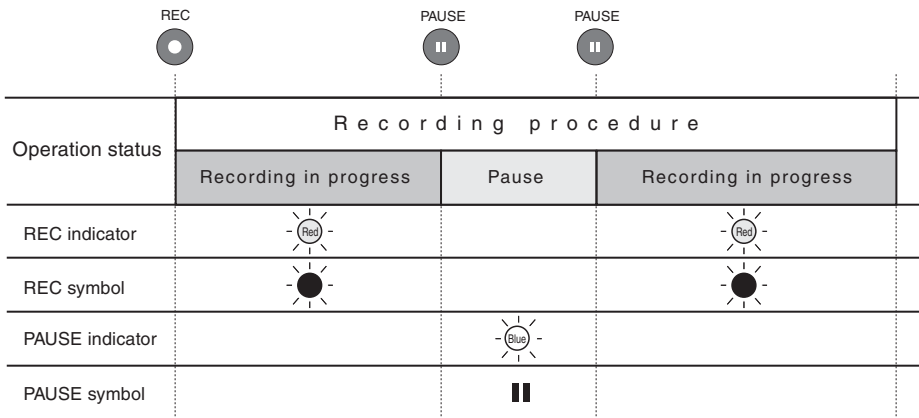 REC PAUSE PAUSE
Recording procedure
Operation status
Recording in progress Pause Recording in progress
REC indicator Red Red
REC symbol
PAUSE indicator Blue
PAUSE symbol